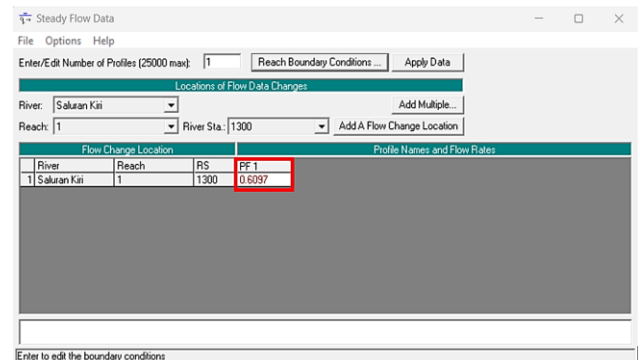 Steady Flow Data
File Options Help
Enter/Edit Number of Profiles (25000 max): 1 Reach Boundary Conditions ... Apply Data
Locations of Flow Data Changes
River: Saluran Kiri Add Multiple...
Reach: 1 River Sta.: 1300 Add A Flow Change Location
Flow Change Location Profile Names and Flow Rates
River Reach RS PF 1
1 Saluran Kiri 1 1300 0.6097
Enter to edit the boundary conditions